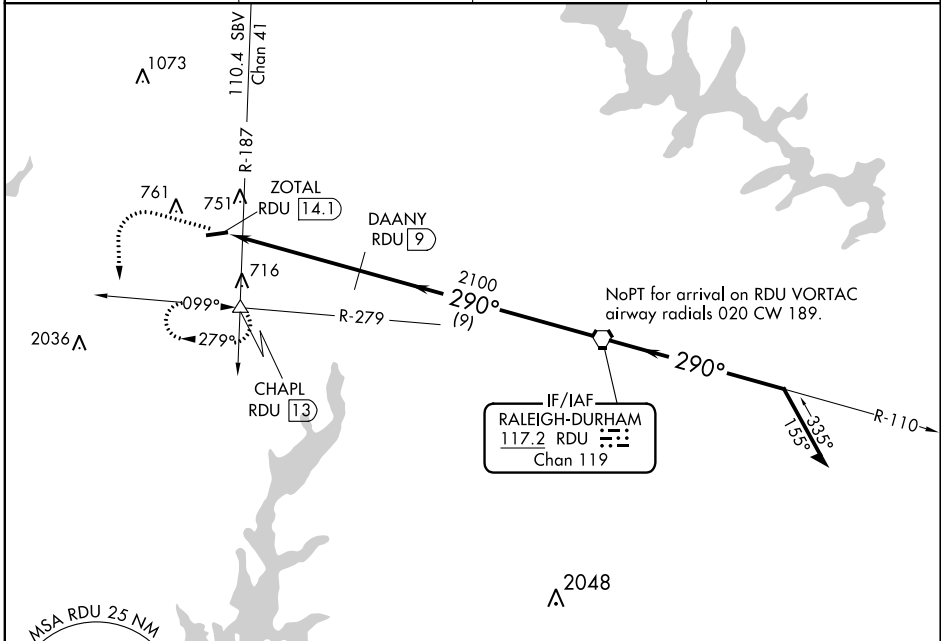 1073
110.4 SBV
Chan 41
R-187
761
751
ZOTAL
RDU 14.1
DAANY
RDU 9
716
2100
290°
(9)
NoPT for arrival on RDU VORTAC
airway radials 020 CW 189.
099°
R-279
279°
2036
290°
CHAPL
RDU 13
IF/IAF
RALEIGH-DURHAM
117.2 RDU
Chan 119
R-110
335°
155°
2048
MSA RDU 25 NM